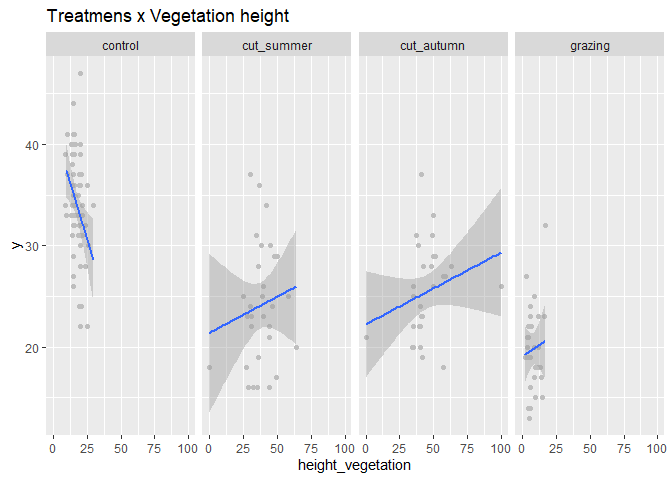 Treatmens x Vegetation height
control cut_summer cut_autumn grazing
y
40
30
20
0 25 50 75 100 0 25 50 75 100 0 25 50 75 100 0 25 50 75 100
height_vegetation